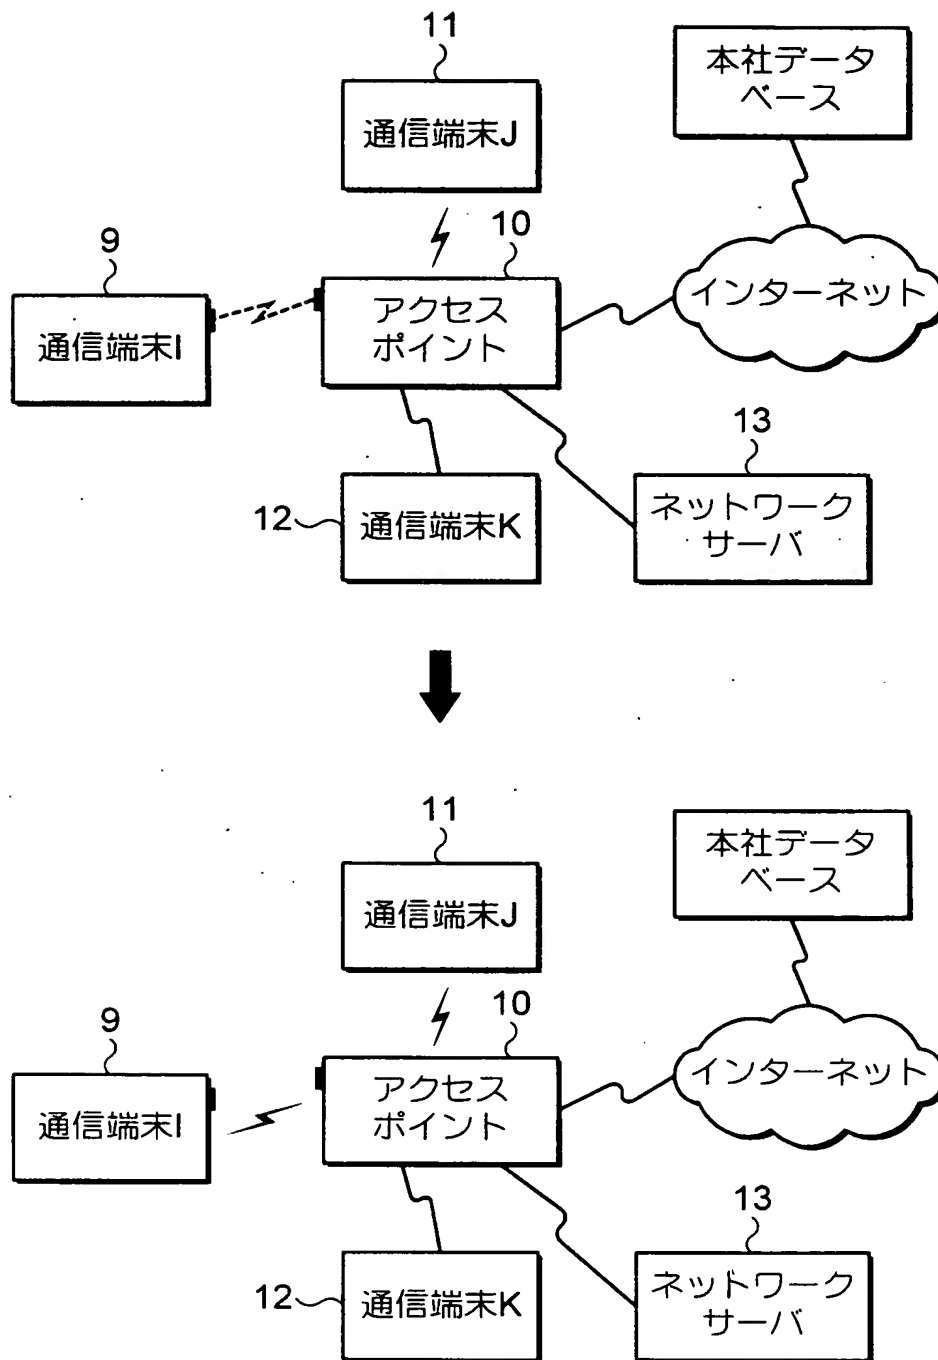 11
通信端末J
本社データ
ベース
9
通信端末I
10
アクセス
ポイント
インターネット
12
通信端末K
13
ネットワーク
サーバ
11
通信端末J
本社データ
ベース
9
通信端末I
10
アクセス
ポイント
インターネット
12
通信端末K
13
ネットワーク
サーバ